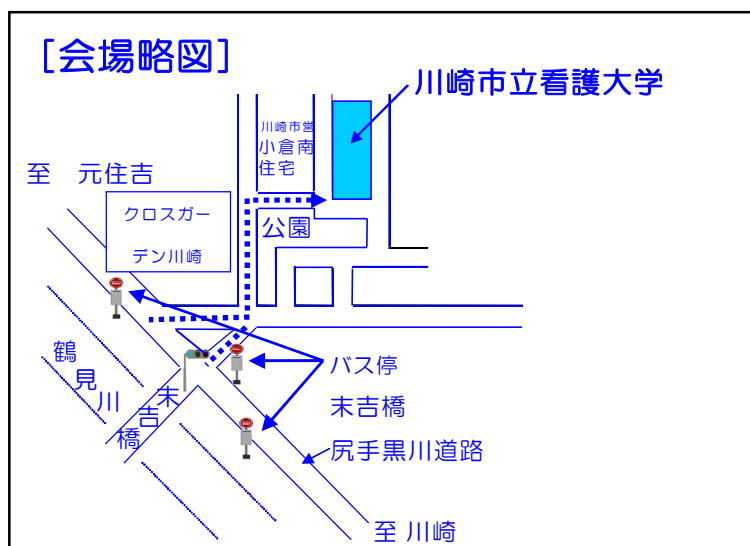 [会場略図]
川崎市立看護大学
川崎市営
小倉南
住宅
至 元住吉
クロスガー
デン川崎
公園
鶴見川
末吉橋
バス停
末吉橋
尻手黒川道路
至 川崎